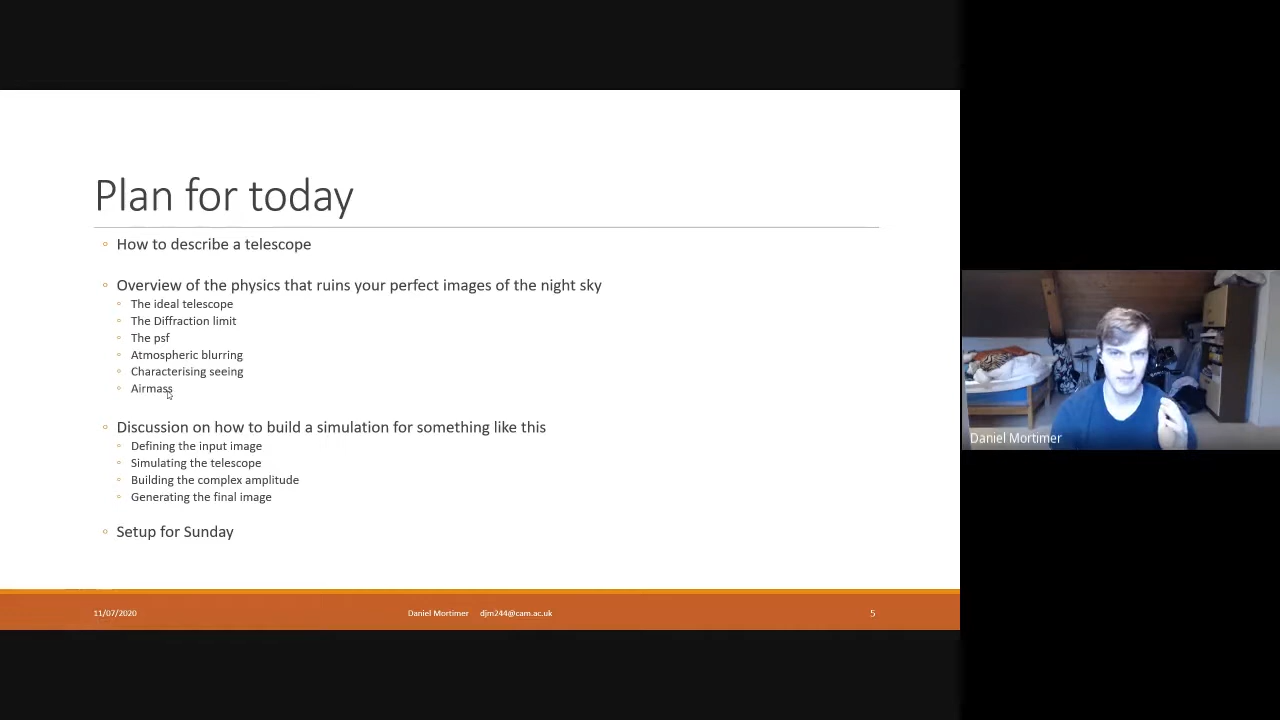 Plan for today
How to describe a telescope
Overview of the physics that ruins your perfect images of the night sky
The ideal telescope
The Diffraction limit
The psf
Atmospheric blurring
Characterising seeing
Airmass
Discussion on how to build a simulation for something like this
Defining the input image
Simulating the telescope
Building the complex amplitude
Generating the final image
Setup for Sunday
11/07/2020
Daniel Mortimer djm244@cam.ac.uk
5
Daniel Mortimer